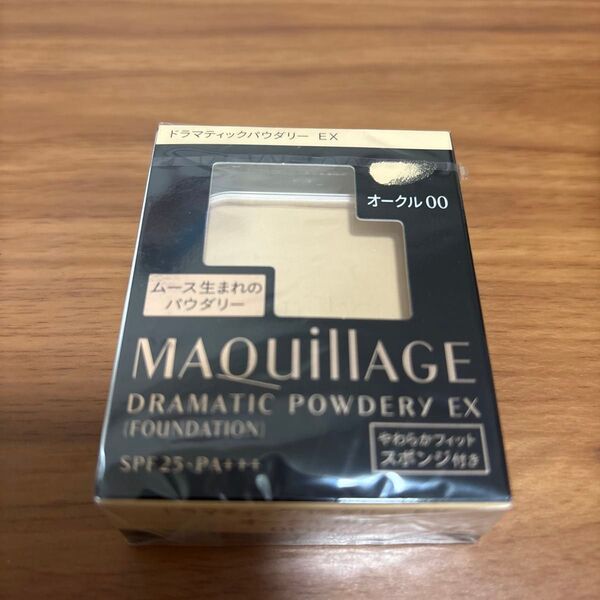 ドラマティックパウダリー EX
オークル 00
ムース生まれの
パウダリー
MAQuillAGE
DRAMATIC POWDERY EX
[FOUNDATION]
SPF25・PA+++
やわらかフィット
スポンジ付き